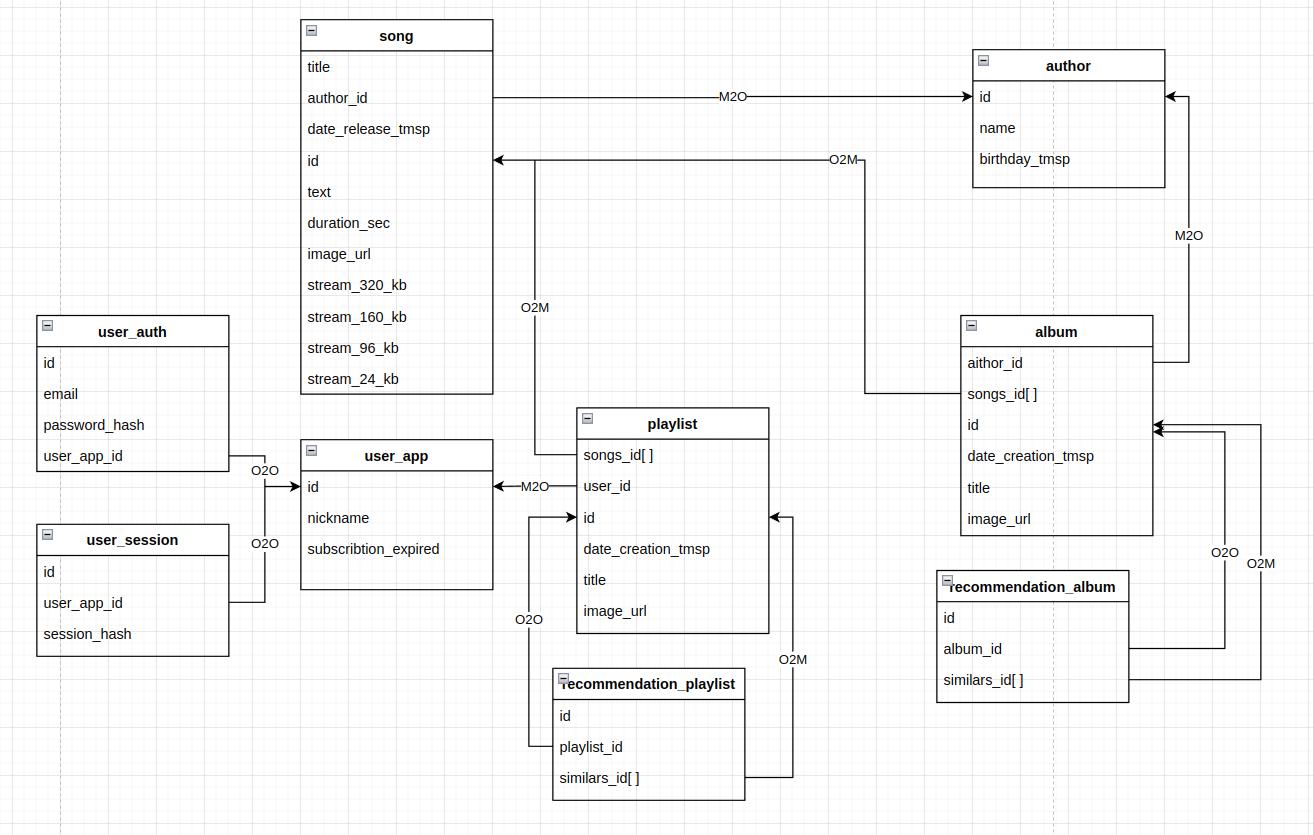 song
title
author_id
date_release_tmsp
id
text
duration_sec
image_url
stream_320_kb
stream_160_kb
stream_96_kb
stream_24_kb
M2O
author
id
name
birthday_tmsp
O2M
M2O
O2M
user_auth
id
email
password_hash
user_app_id
O2O
user_session
id
user_app_id
session_hash
O2O
user_app
id
nickname
subscribtion_expired
M2O
playlist
songs_id[ ]
user_id
id
date_creation_tmsp
title
image_url
O2O
O2M
recommendation_playlist
id
playlist_id
similars_id[ ]
album
aithor_id
songs_id[ ]
id
date_creation_tmsp
title
image_url
O2O
O2M
recommendation_album
id
album_id
similars_id[ ]